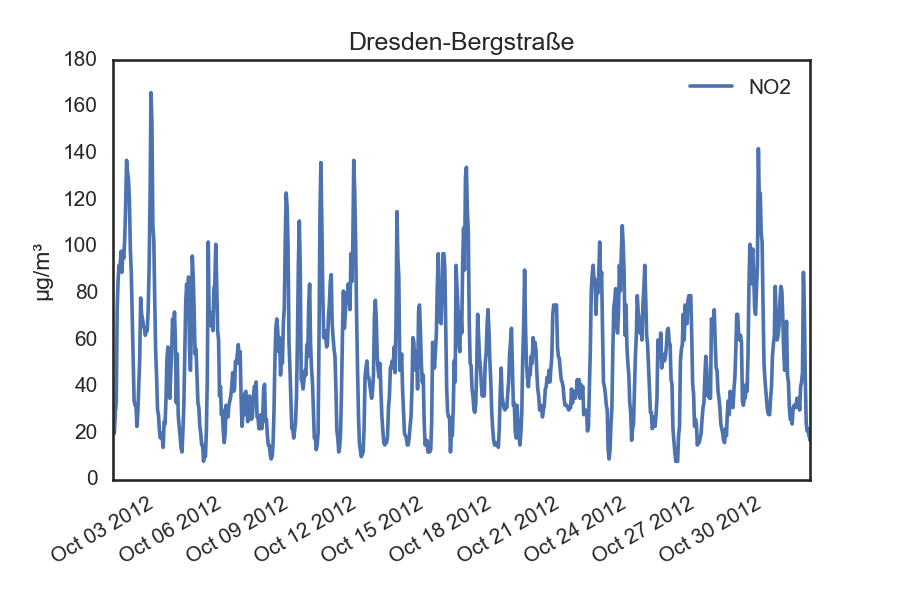 Dresden-Bergstraße
NO2
µg/m³
180
160
140
120
100
80
60
40
20
0
Oct 03 2012
Oct 06 2012
Oct 09 2012
Oct 12 2012
Oct 15 2012
Oct 18 2012
Oct 21 2012
Oct 24 2012
Oct 27 2012
Oct 30 2012